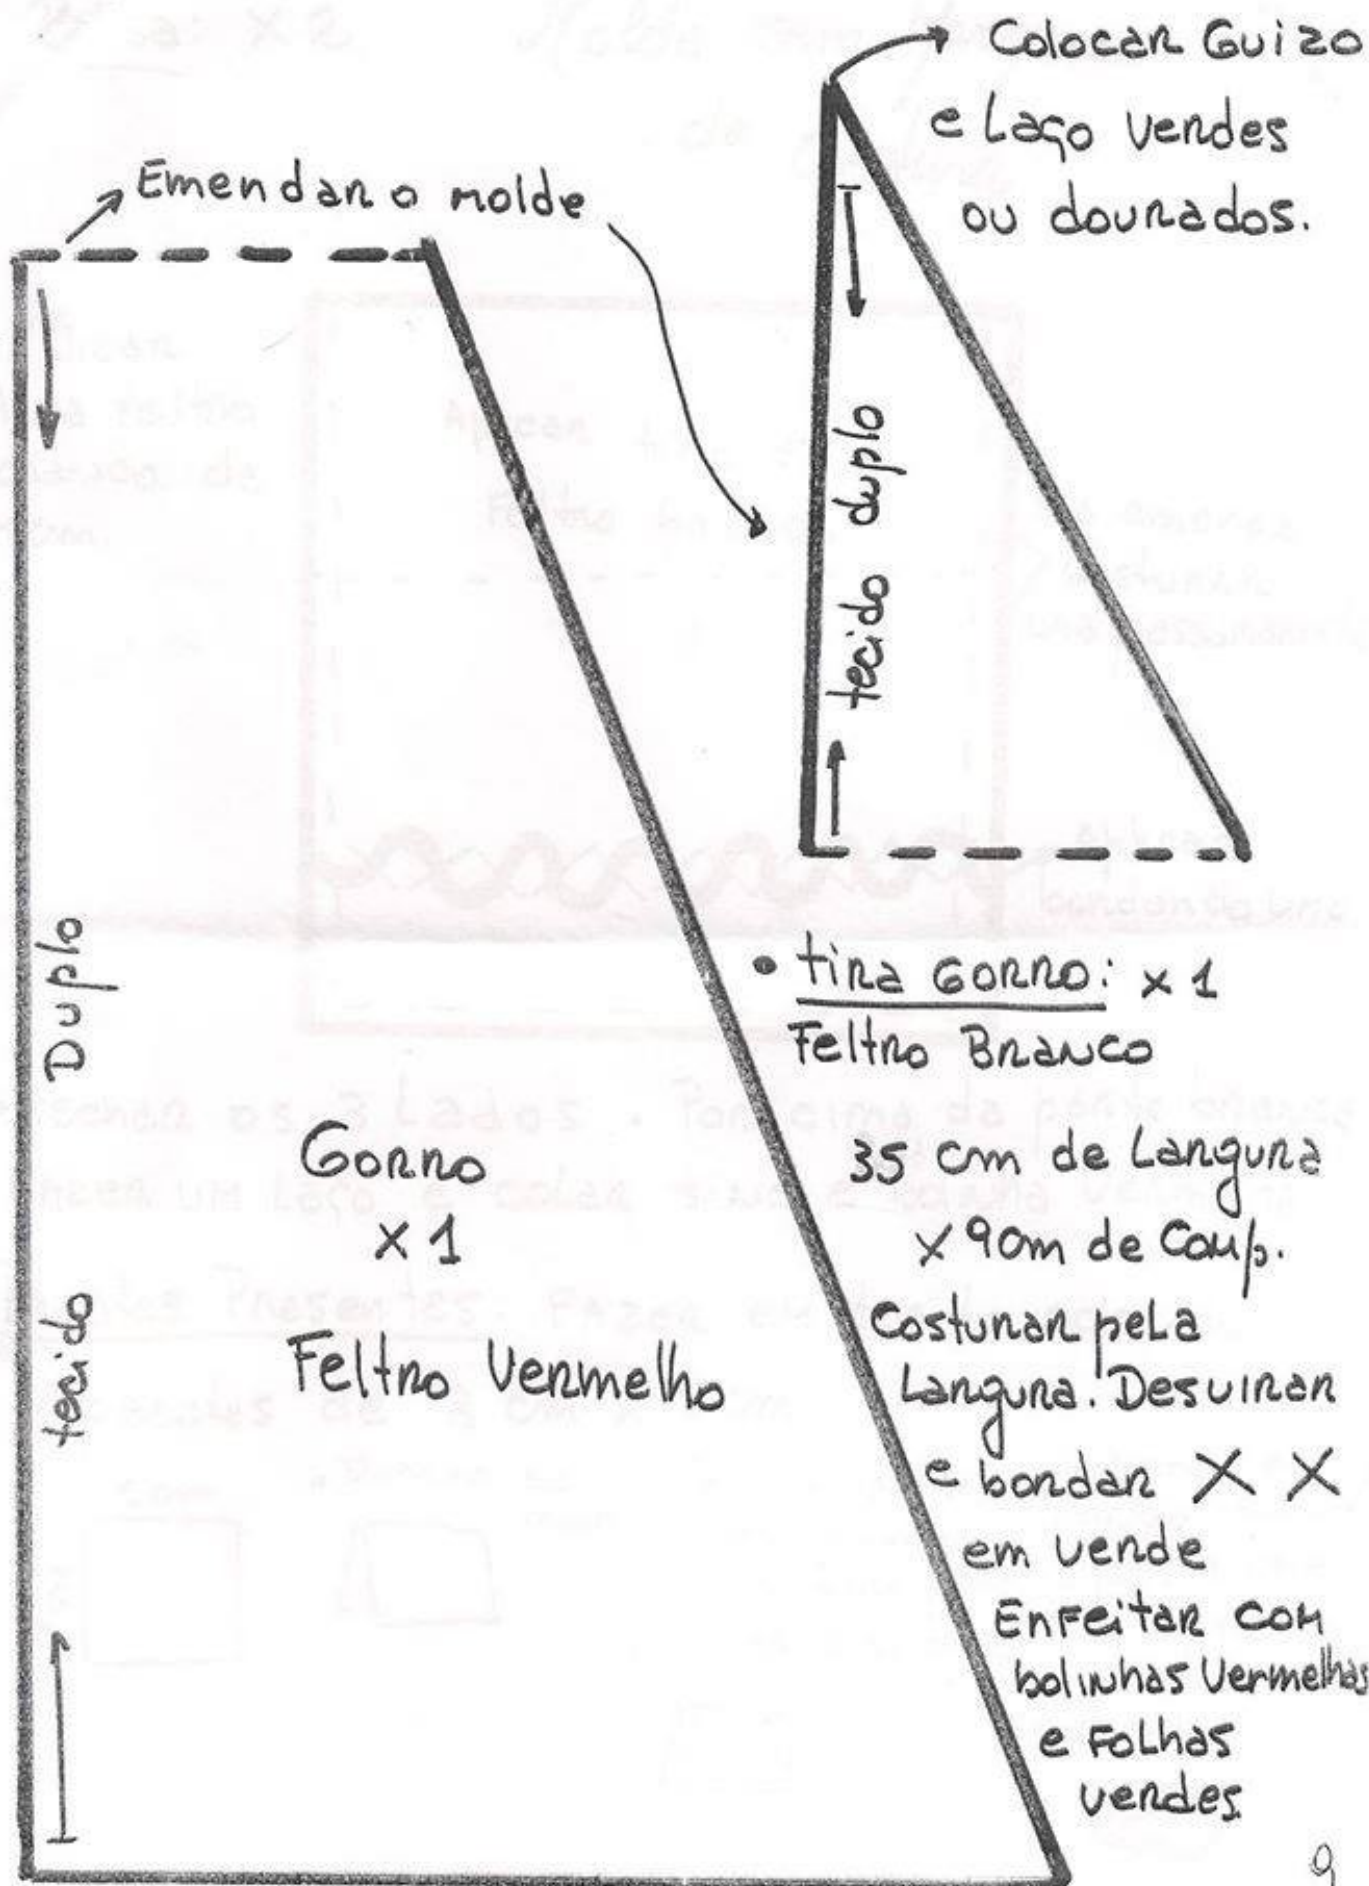 Colocar Guizo
e Laço verdes
ou dourados.
Emendar o molde
tecido duplo
tecido Duplo
Gorro
x 1
Feltro Vermelho
• tira Gorro: x 1
Feltro Branco
35 cm de Largura
x 90m de Comp.
Costurar pela
Largura. Desvirar
e bordar X X
em verde
Enfeitar com
bolinhas Vermelhas
e Folhas
verdes
9